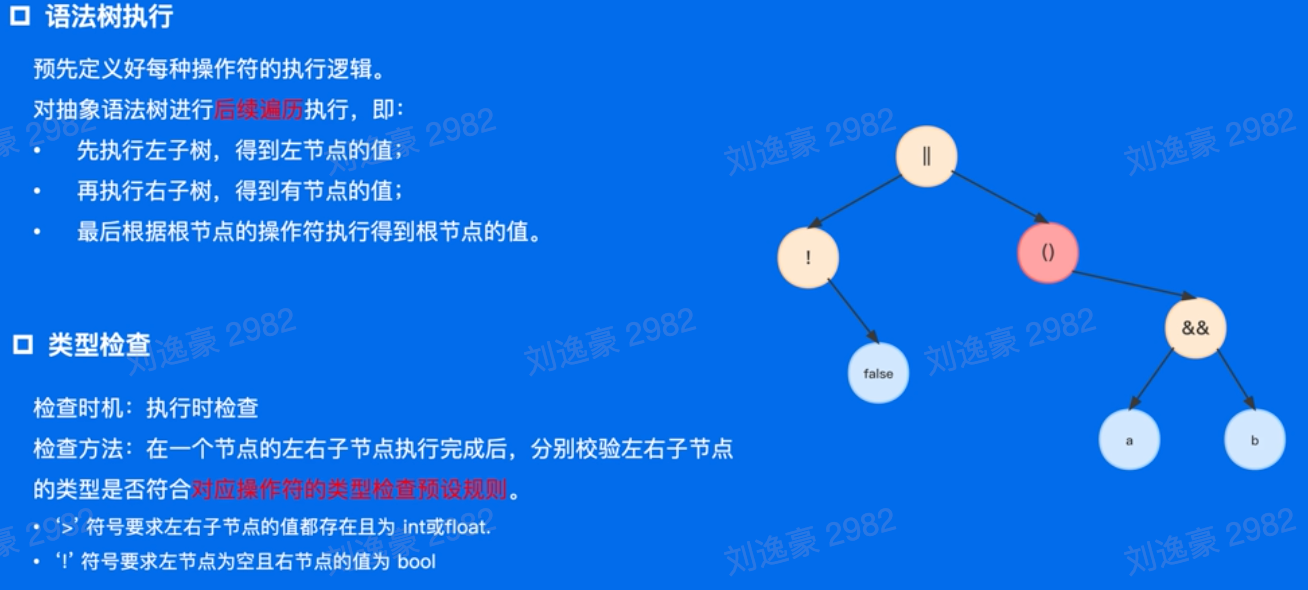 语法树执行
预先定义好每种操作符的执行逻辑。
对抽象语法树进行后续遍历执行，即：
• 先执行左子树，得到左节点的值；
• 再执行右子树，得到有节点的值；
• 最后根据根节点的操作符执行得到根节点的值。
类型检查
检查时机：执行时检查
检查方法：在一个节点的左右子节点执行完成后，分别校验左右子节点
的类型是否符合对应操作符的类型检查预设规则。
• ‘>’ 符号要求左右子节点的值都存在且为 int或float.
• ‘!’ 符号要求左节点为空且右节点的值为 bool
||
!
()
&&
false
a
b
豪 2982
刘逸豪 2982
刘逸豪 2982
刘逸豪 2982
刘逸豪 2982
刘逸豪 2982
刘逸豪 2982
豪 2982
刘逸豪 2982
刘逸豪 2982
刘逸豪 2982